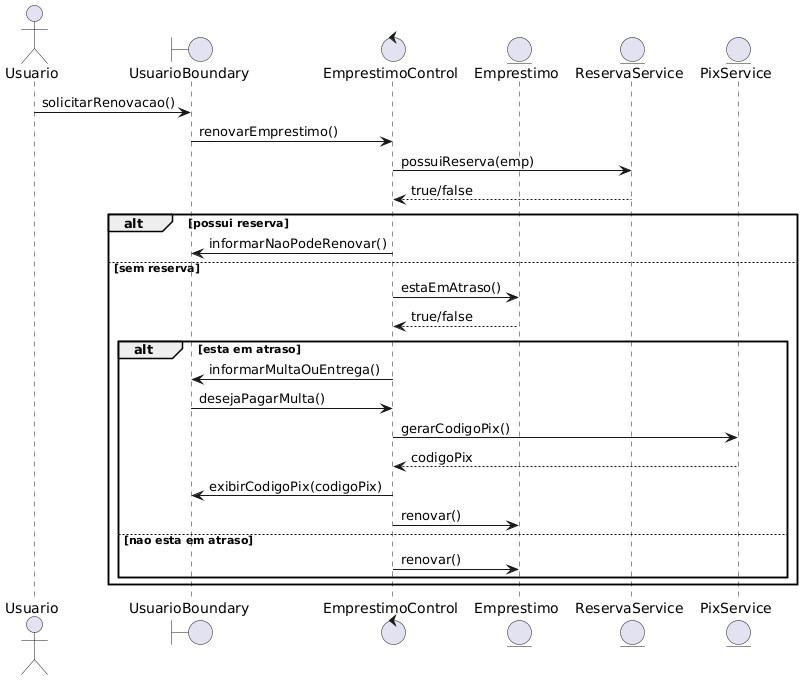 Usuario UsuarioBoundary EmprestimoControl Emprestimo ReservaService PixService
solicitarRenovacao()
renovarEmprestimo()
possuiReserva(emp)
true/false
alt [possui reserva]
informarNaoPodeRenovar()
[sem reserva]
estaEmAtraso()
true/false
alt [esta em atraso]
informarMultaOuEntrega()
desejaPagarMulta()
gerarCodigoPix()
codigoPix
exibirCodigoPix(codigoPix)
renovar()
[nao esta em atraso]
renovar()
Usuario UsuarioBoundary EmprestimoControl Emprestimo ReservaService PixService